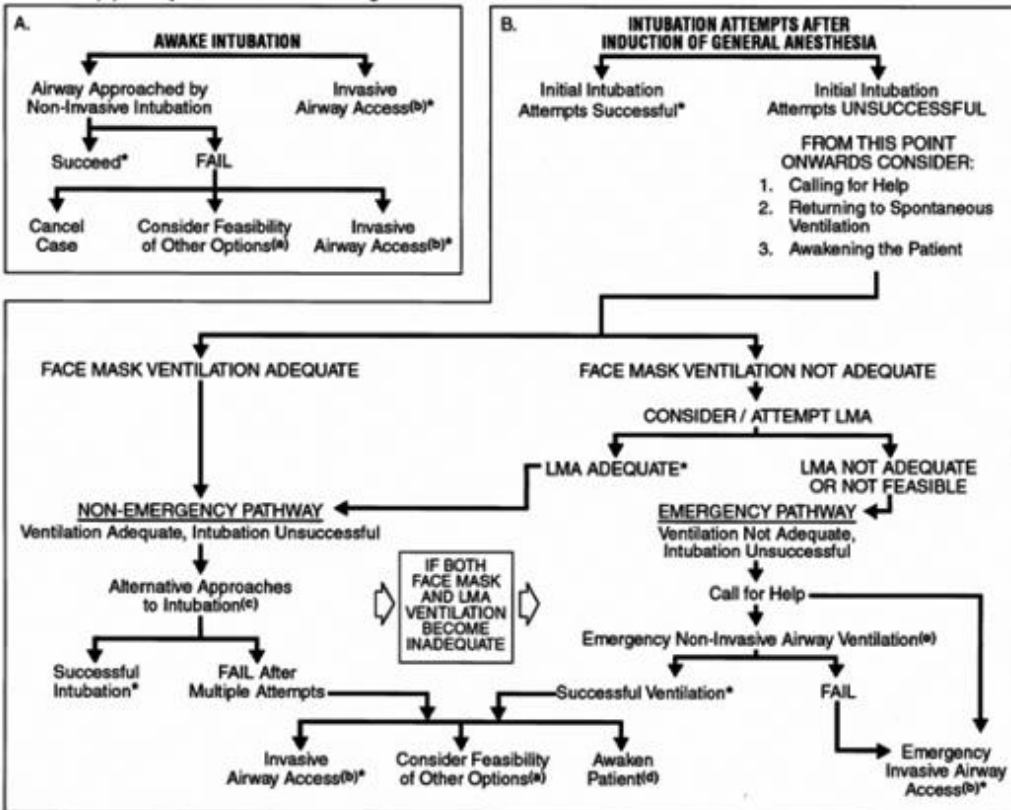 A.
AWAKE INTUBATION
Airway Approached by
Non-Invasive Intubation
Invasive
Airway Access(b)*
Succeed*
FAIL
Cancel
Case
Consider Feasibility
of Other Options(a)
Invasive
Airway Access(b)*
B.
INTUBATION ATTEMPTS AFTER
INDUCTION OF GENERAL ANESTHESIA
Initial Intubation
Attempts Successful*
Initial Intubation
Attempts UNSUCCESSFUL
FROM THIS POINT
ONWARDS CONSIDER:
1. Calling for Help
2. Returning to Spontaneous
Ventilation
3. Awakening the Patient
FACE MASK VENTILATION ADEQUATE
FACE MASK VENTILATION NOT ADEQUATE
CONSIDER / ATTEMPT LMA
LMA ADEQUATE*
LMA NOT ADEQUATE
OR NOT FEASIBLE
NON-EMERGENCY PATHWAY
Ventilation Adequate, Intubation Unsuccessful
EMERGENCY PATHWAY
Ventilation Not Adequate,
Intubation Unsuccessful
Alternative Approaches
to Intubation(c)
IF BOTH
FACE MASK
AND LMA
VENTILATION
BECOME
INADEQUATE
Call for Help
Emergency Non-Invasive Airway Ventilation(e)
Successful
Intubation*
FAIL After
Multiple Attempts
Successful Ventilation*
FAIL
Invasive
Airway Access(b)*
Consider Feasibility
of Other Options(a)
Awaken
Patient(d)
Emergency
Invasive Airway
Access(b)*